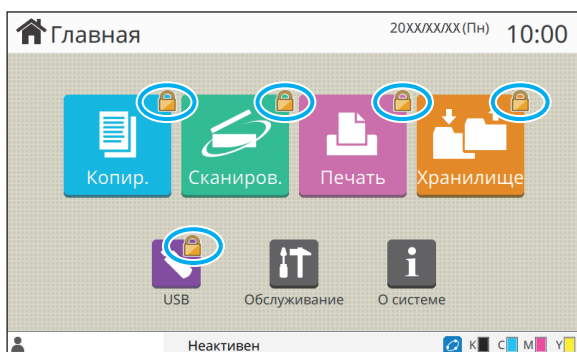 Главная
20XX/XX/XX (Пн) 10:00
Копир. Сканиров. Печать Хранилище
USB Обслуживание О системе
Неактивен K C M Y